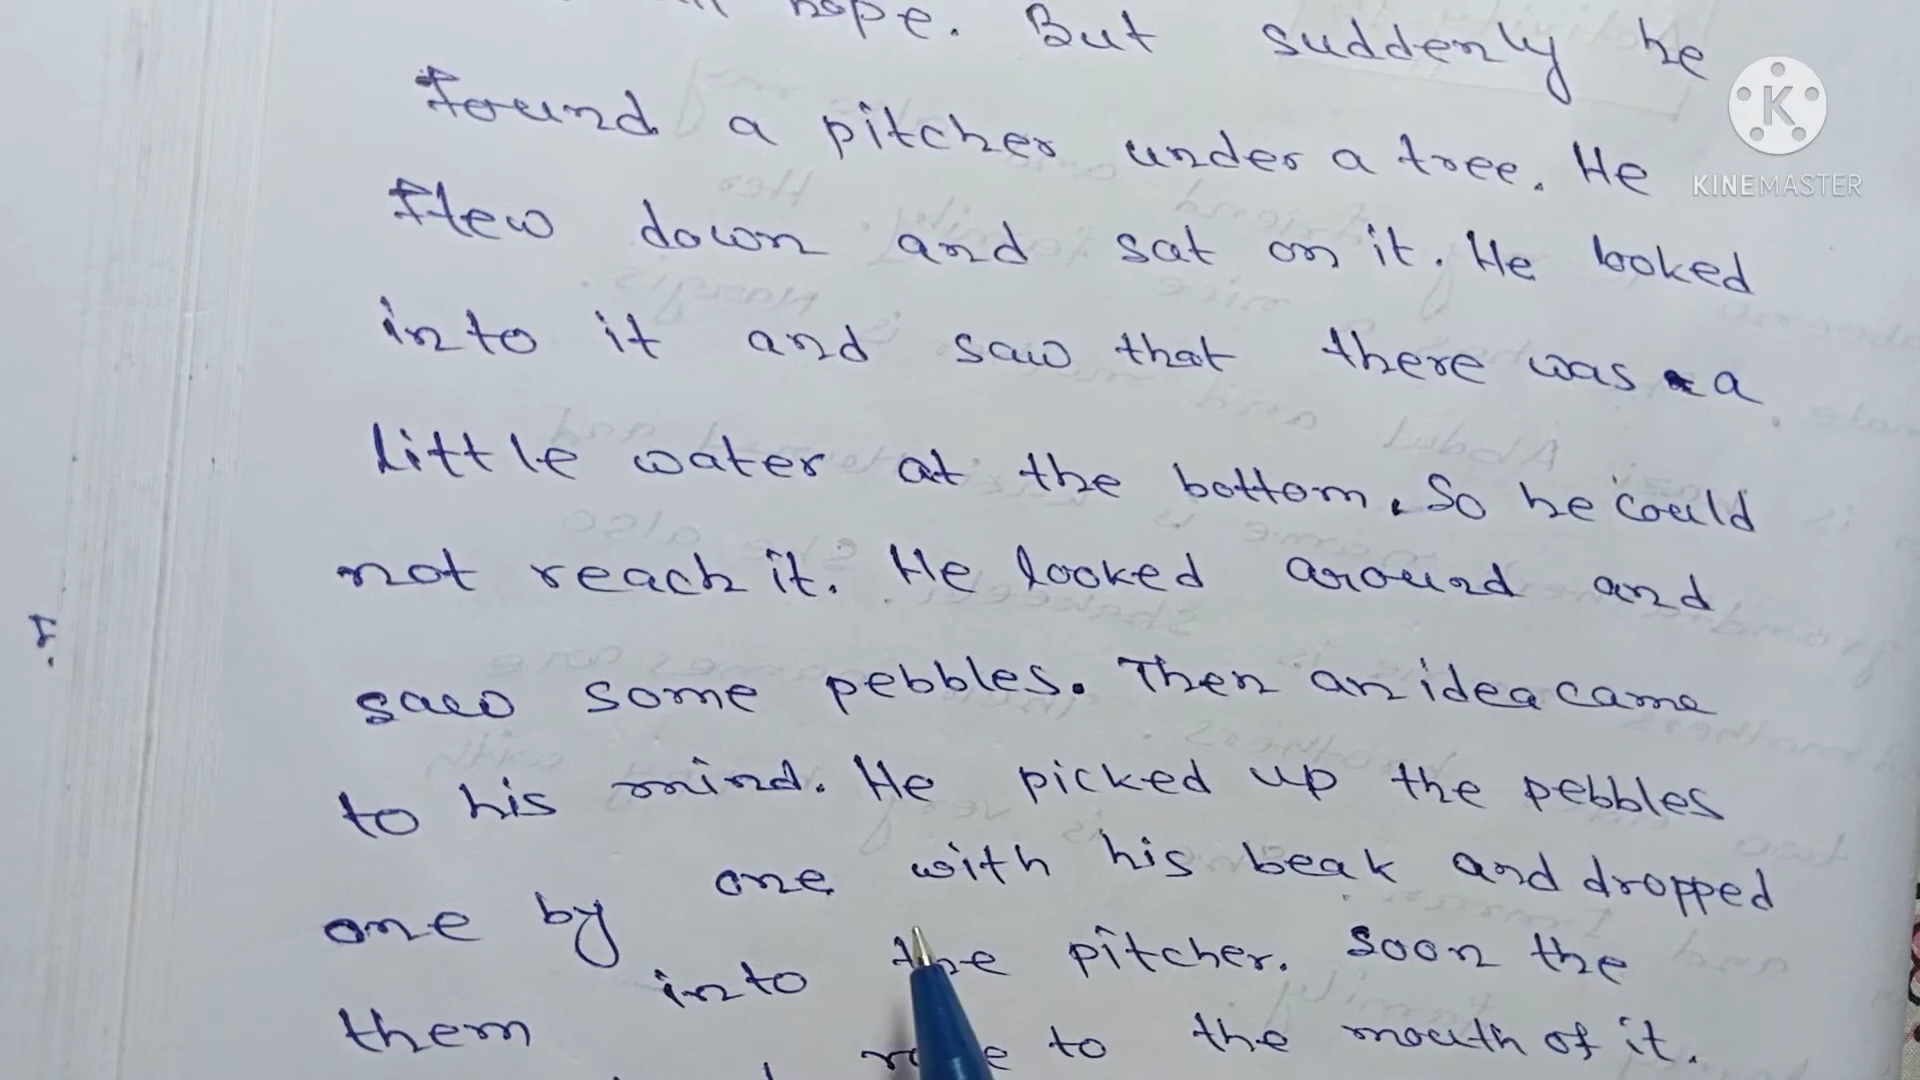 hope. But suddenly he
found a pitcher under a tree. He
flew down and sat on it. He looked
into it and saw that there was a
little water at the bottom. So he could
not reach it. He looked around and
saw some pebbles. Then an idea came
to his mind. He picked up the pebbles
one by one with his beak and dropped
them into the pitcher. Soon the
to the mouth of it.
KINEMASTER